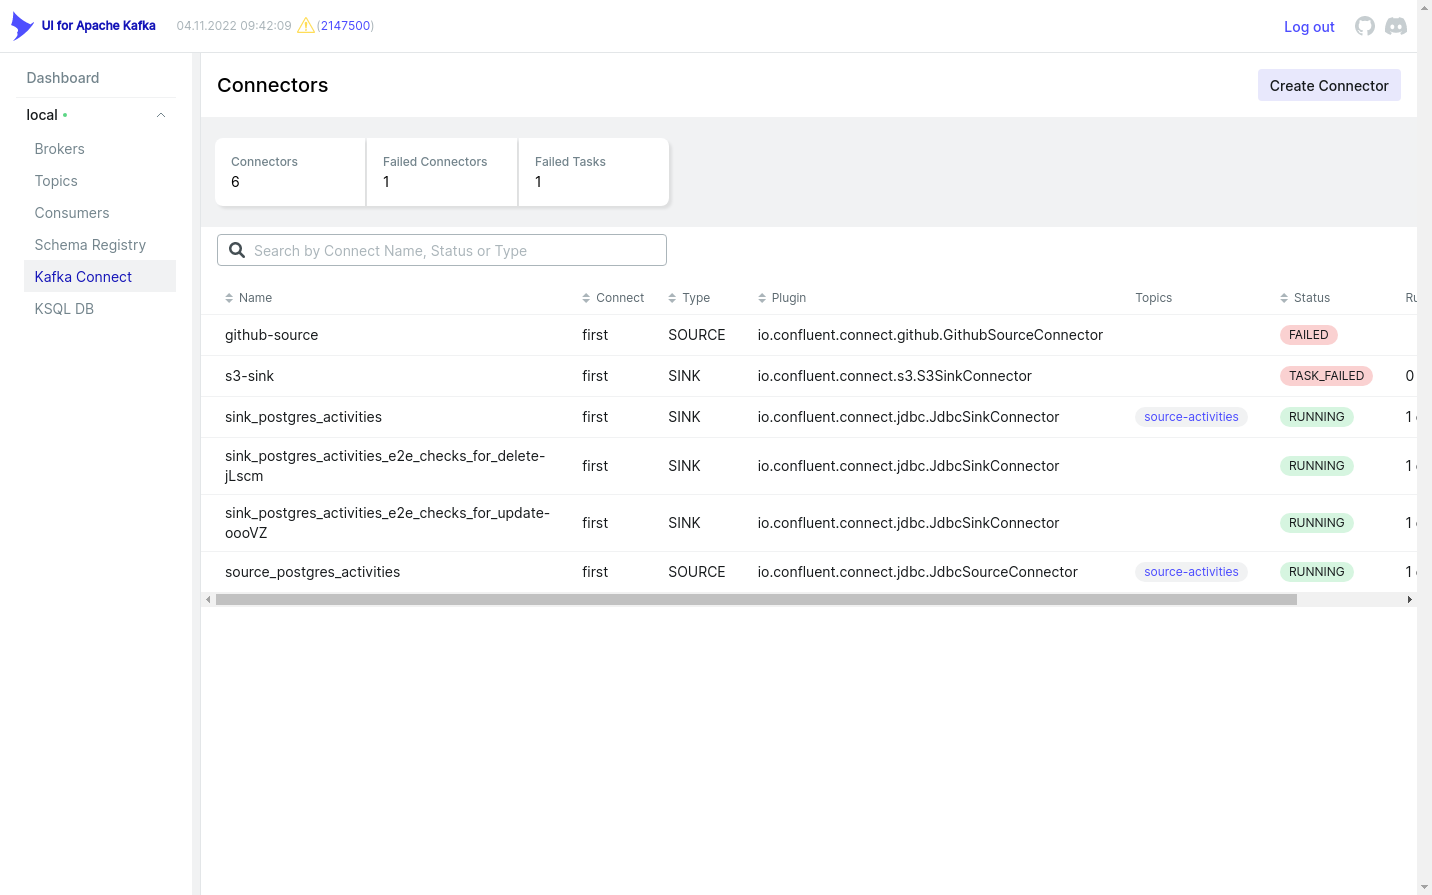 UI for Apache Kafka 04.11.2022 09:42:09 (2147500) Log out
Dashboard
local
Brokers
Topics
Consumers
Schema Registry
Kafka Connect
KSQL DB
Connectors Create Connector
Connectors Failed Connectors Failed Tasks
6 1 1
Search by Connect Name, Status or Type
Name Connect Type Plugin Topics Status
github-source first SOURCE io.confluent.connect.github.GithubSourceConnector FAILED
s3-sink first SINK io.confluent.connect.s3.S3SinkConnector TASK_FAILED 0
sink_postgres_activities first SINK io.confluent.connect.jdbc.JdbcSinkConnector source-activities RUNNING 1
sink_postgres_activities_e2e_checks_for_delete-
jLscm first SINK io.confluent.connect.jdbc.JdbcSinkConnector RUNNING 1
sink_postgres_activities_e2e_checks_for_update-
oooVZ first SINK io.confluent.connect.jdbc.JdbcSinkConnector RUNNING 1
source_postgres_activities first SOURCE io.confluent.connect.jdbc.JdbcSourceConnector source-activities RUNNING 1